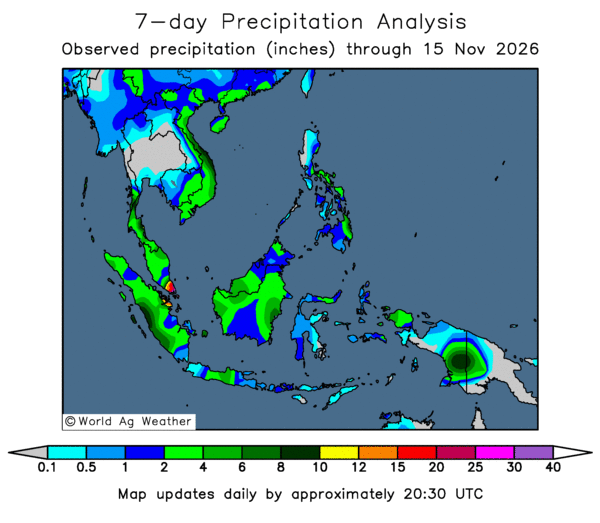 7-day Precipitation Analysis
Observed precipitation (inches) through 15 Nov 2026
©World Ag Weather
0.1 0.5 1 2 4 6 8 10 12 15 20 25 30 40
Map updates daily by approximately 20:30 UTC